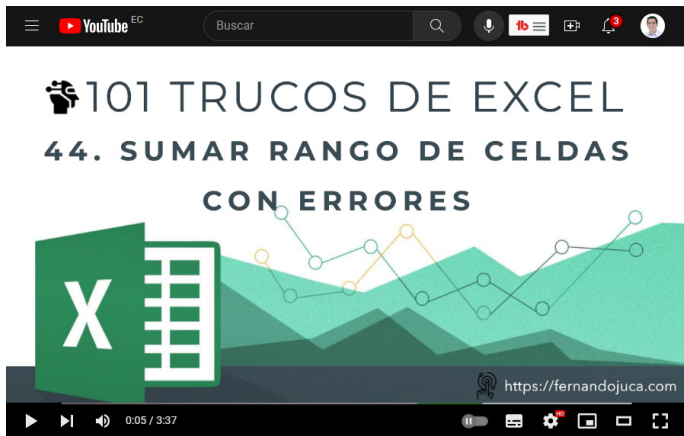 YouTube EC
Buscar
3
101 TRUCOS DE EXCEL
44. SUMAR RANGO DE CELDAS
CON ERRORES
X
https://fernandojuca.com
0:05 / 3:37
HD